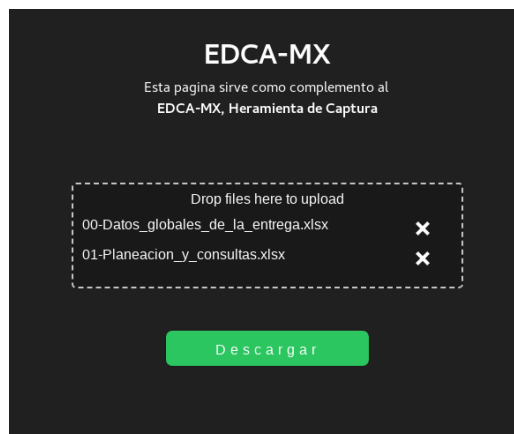 EDCA-MX
Esta pagina sirve como complemento al
EDCA-MX, Heramienta de Captura
Drop files here to upload
00-Datos_globales_de_la_entrega.xlsx
01-Planeacion_y_consultas.xlsx
Descargar